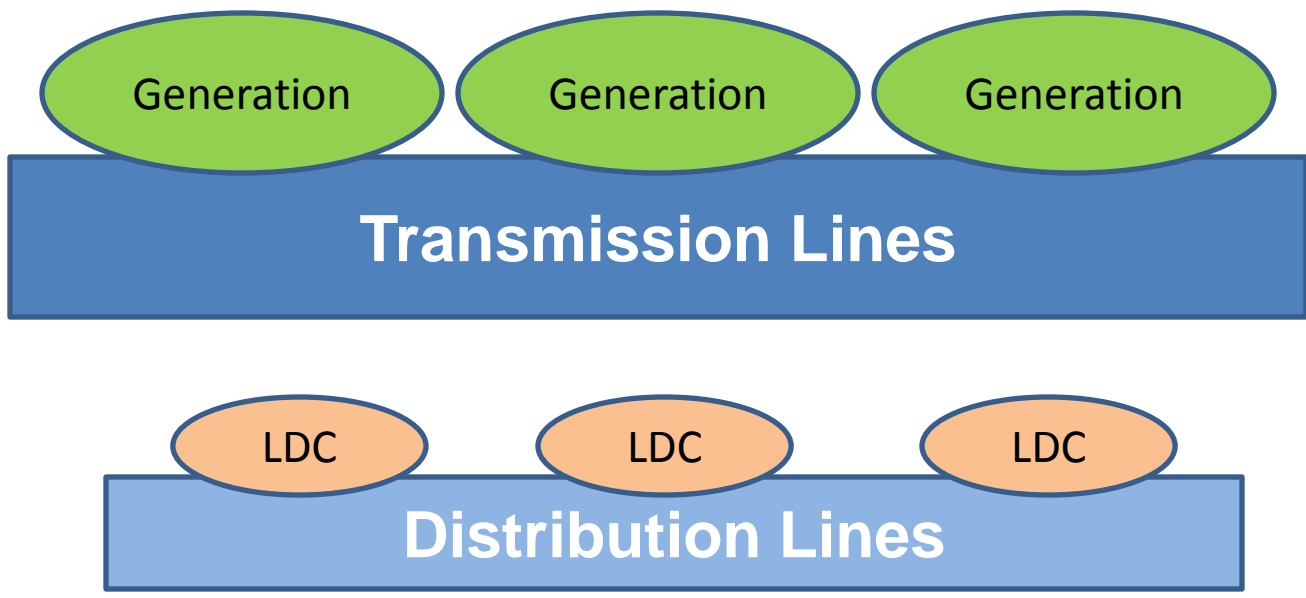 Generation Generation Generation
Transmission Lines
LDC LDC LDC
Distribution Lines